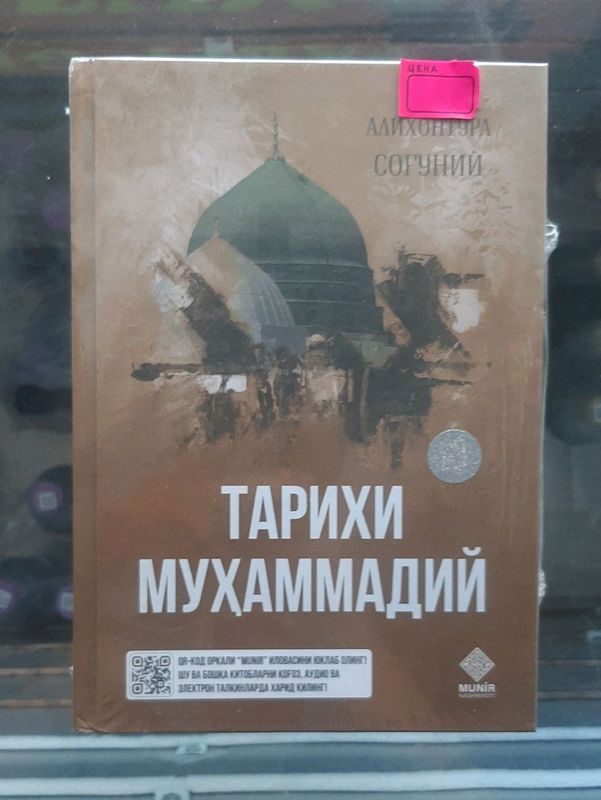 ЦЕНА
АЛИХОНТЎРА
СОҒУНИЙ
ТАРИХИ
МУҲАММАДИЙ
QR-КОД ОРҚАЛИ "MUNIR" ИЛОВАСИНИ ЮКЛАБ ОЛИНГ!
ШУ ВА БОШҚА КИТОБЛАРНИ ҚОҒОЗ, АУДИО ВА
ЭЛЕКТРОН ТАЛҚИНЛАРДА ХАРИД ҚИЛИНГ!
MUNIR
NASHRIYOTI